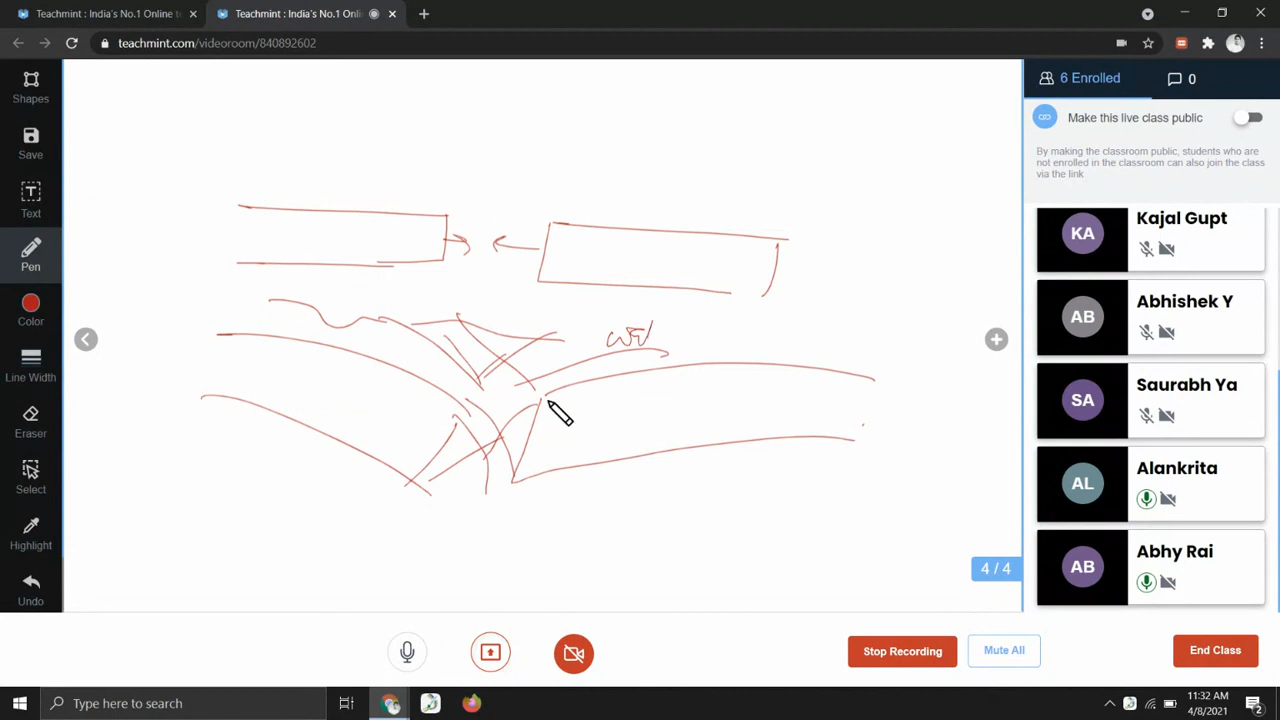 Teachmint : India's No.1 Online t
Teachmint : India's No.1 Onli
teachmint.com/videoroom/840892602
Shapes
Save
Text
Pen
Color
Line Width
Eraser
Select
Highlight
Undo
4 / 4
6 Enrolled
0
Make this live class public
By making the classroom public, students who are
not enrolled in the classroom can also join the class
via the link
KA
Kajal Gupt
AB
Abhishek Y
SA
Saurabh Ya
AL
Alankrita
AB
Abhy Rai
Stop Recording
Mute All
End Class
Type here to search
11:32 AM
4/8/2021
2